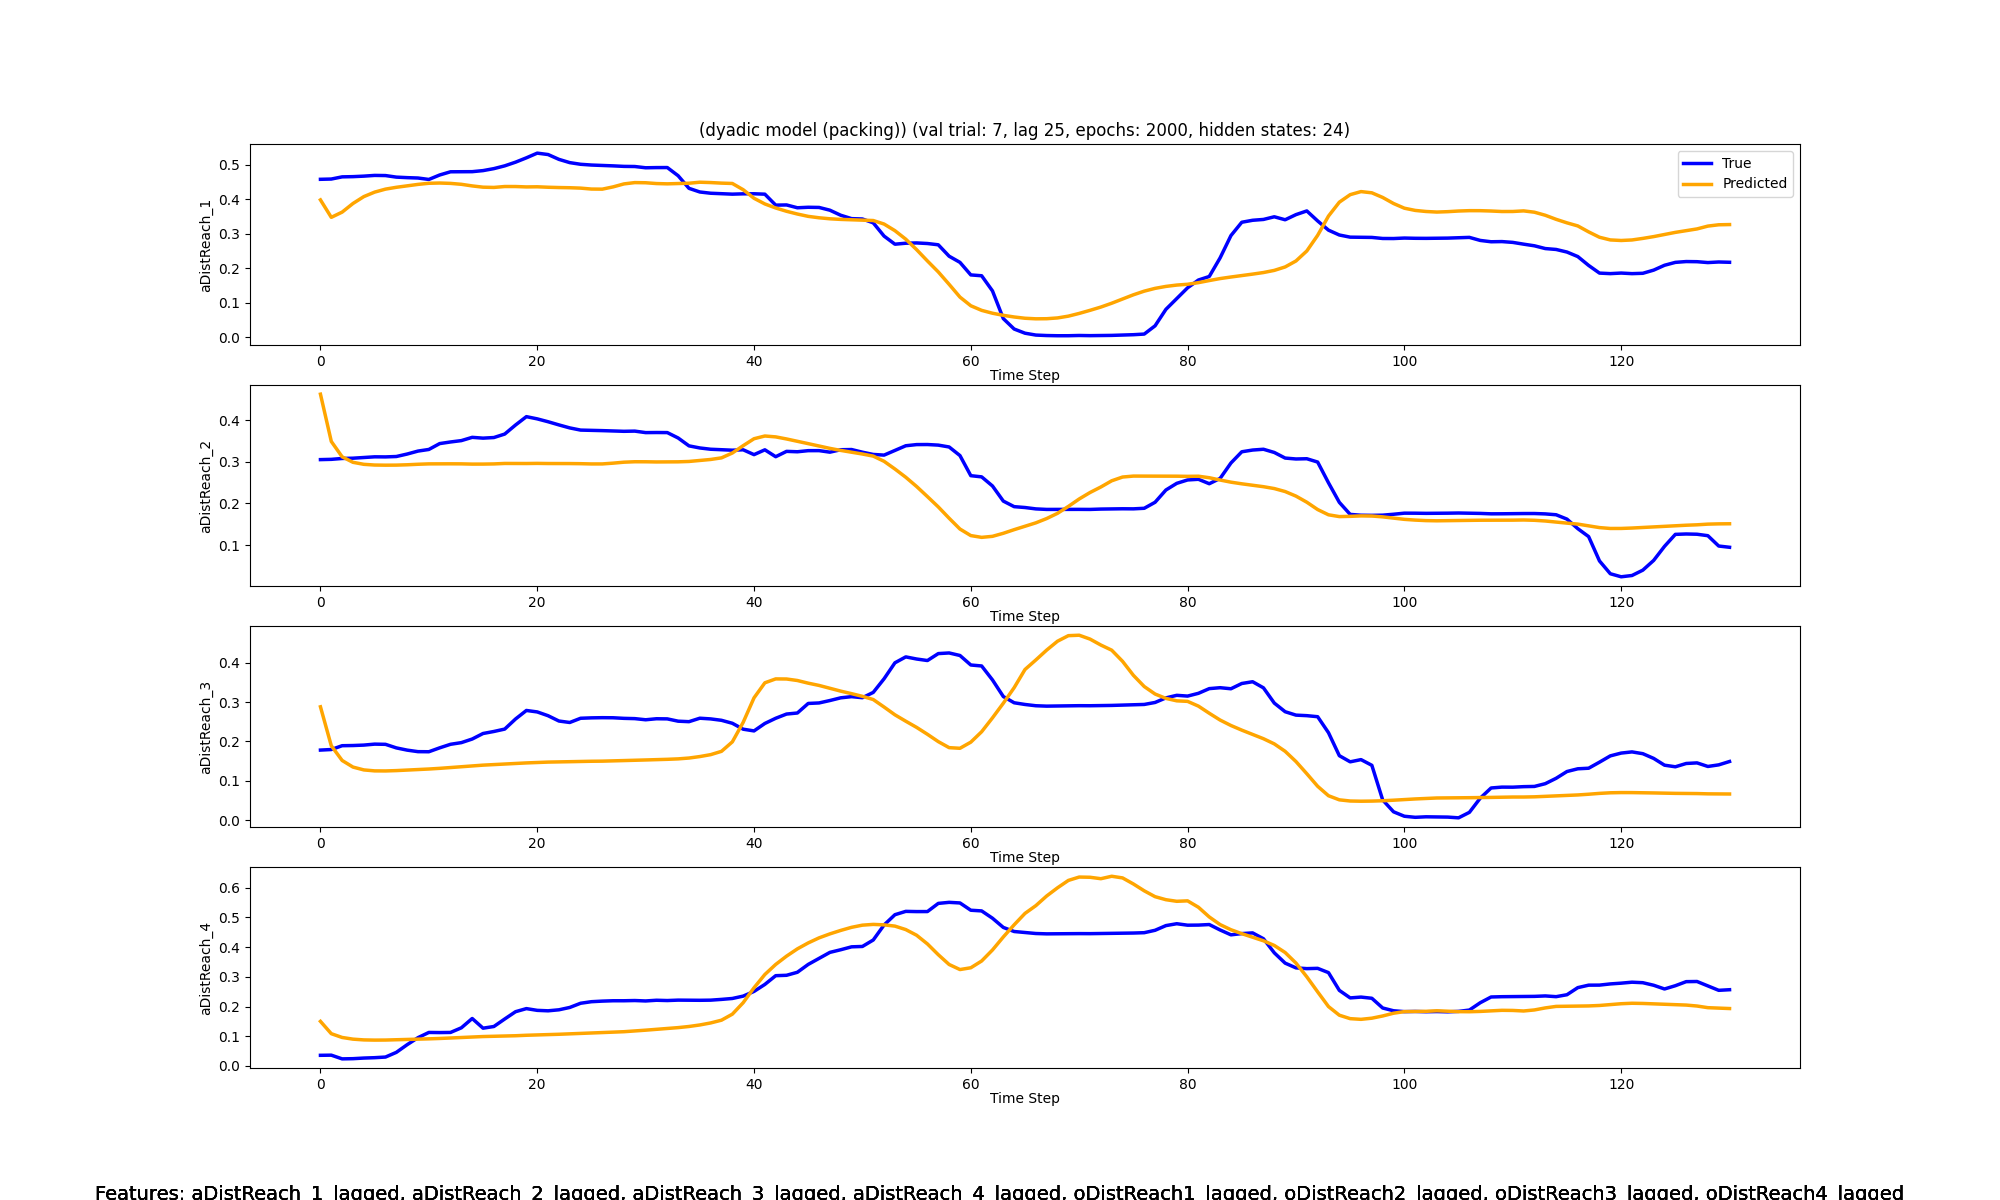 (dyadic model (packing)) (val trial: 7, lag 25, epochs: 2000, hidden states: 24)
True
Predicted
aDistReach_1
0.5
0.4
0.3
0.2
0.1
0.0
0 20 40 60 80 100 120
Time Step
aDistReach_2
0.4
0.3
0.2
0.1
0 20 40 60 80 100 120
Time Step
aDistReach_3
0.4
0.3
0.2
0.1
0.0
0 20 40 60 80 100 120
Time Step
aDistReach_4
0.6
0.5
0.4
0.3
0.2
0.1
0.0
0 20 40 60 80 100 120
Time Step
Features: aDistReach_1_lagged, aDistReach_2_lagged, aDistReach_3_lagged, aDistReach_4_lagged, oDistReach1_lagged, oDistReach2_lagged, oDistReach3_lagged, oDistReach4_lagged